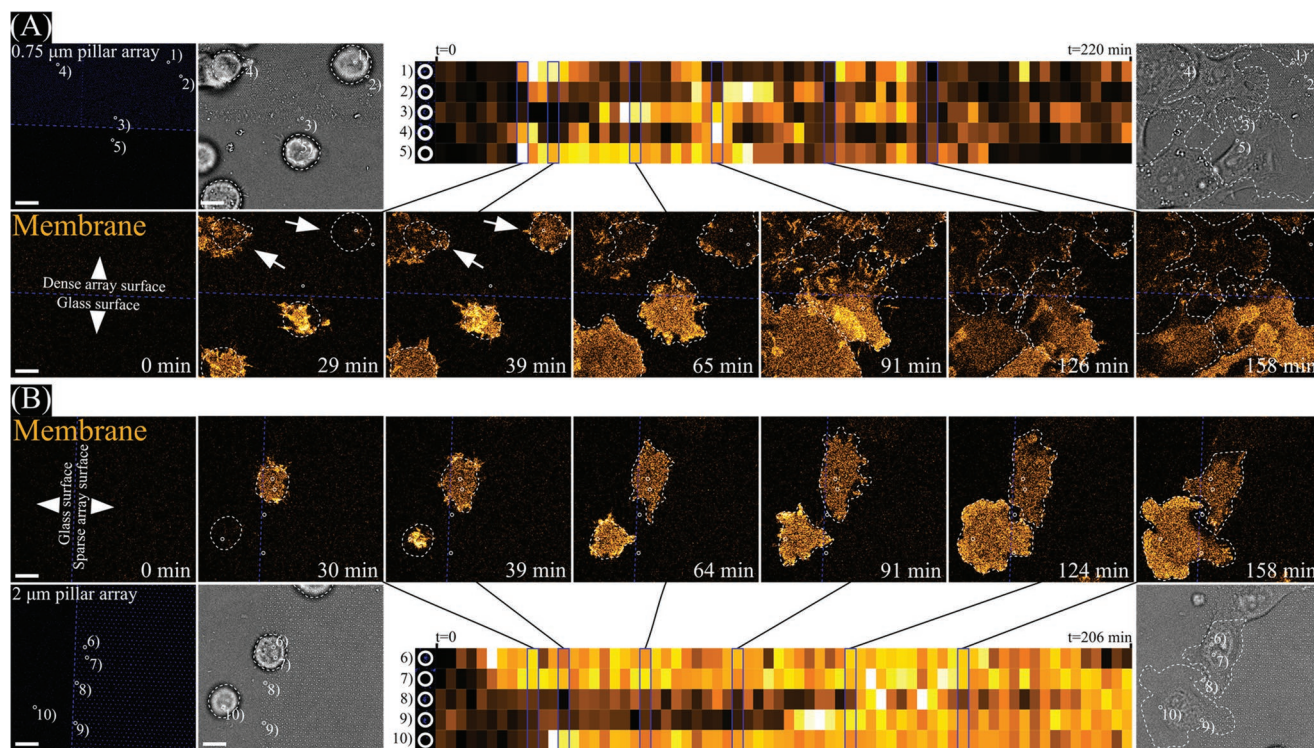 (A)
0.75 μm pillar array
1)
4)
2)
3)
5)
1)
4)
2)
3)
t=0
t=220 min
1)
2)
3)
4)
5)
1)
4)
2)
3)
5)
Membrane
Dense array surface
Glass surface
0 min
29 min
39 min
65 min
91 min
126 min
158 min
(B)
Membrane
Glass surface
Sparse array surface
0 min
30 min
39 min
64 min
91 min
124 min
158 min
2 μm pillar array
6)
7)
8)
10)
9)
6)
7)
8)
10)
9)
t=0
t=206 min
6)
7)
8)
9)
10)
6)
7)
8)
10)
9)